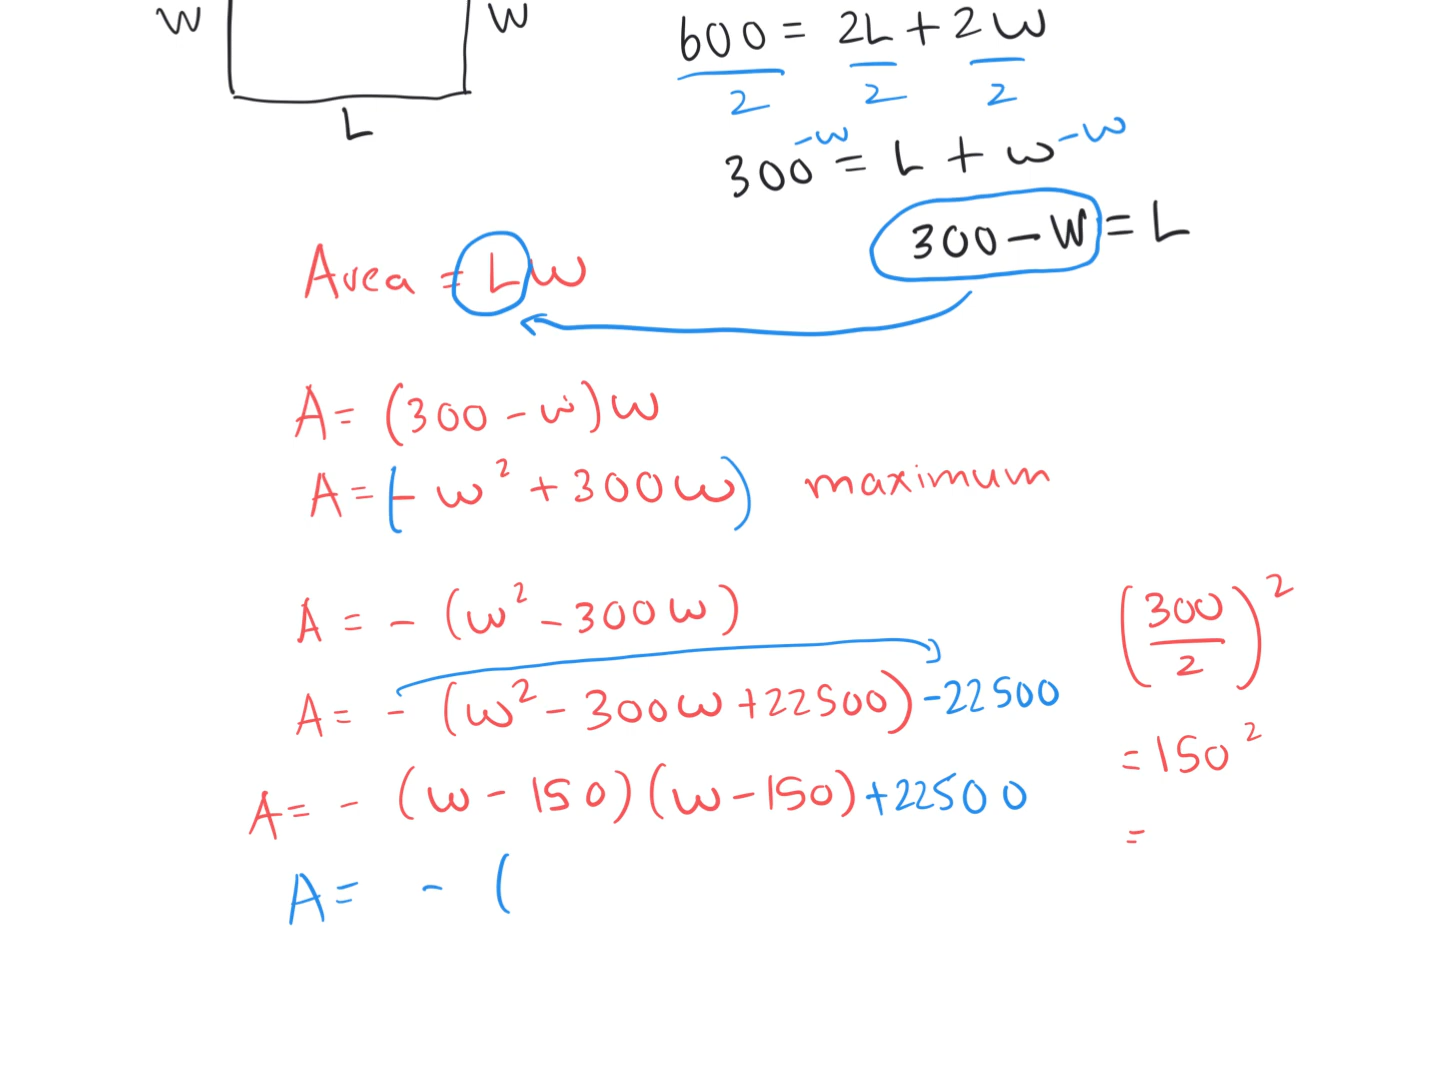 W W
L
600 = 2L + 2W
2 2 2
300 -w = L + w -w
300 - W = L
Area = LW
A = (300 - w)w
A = (- w² + 300w) maximum
A = - (w² - 300w)
A = - (w² - 300w + 22500) - 22500
A = - (w - 150)(w - 150) + 22500
A = - (
(300/2)²
= 150²
=